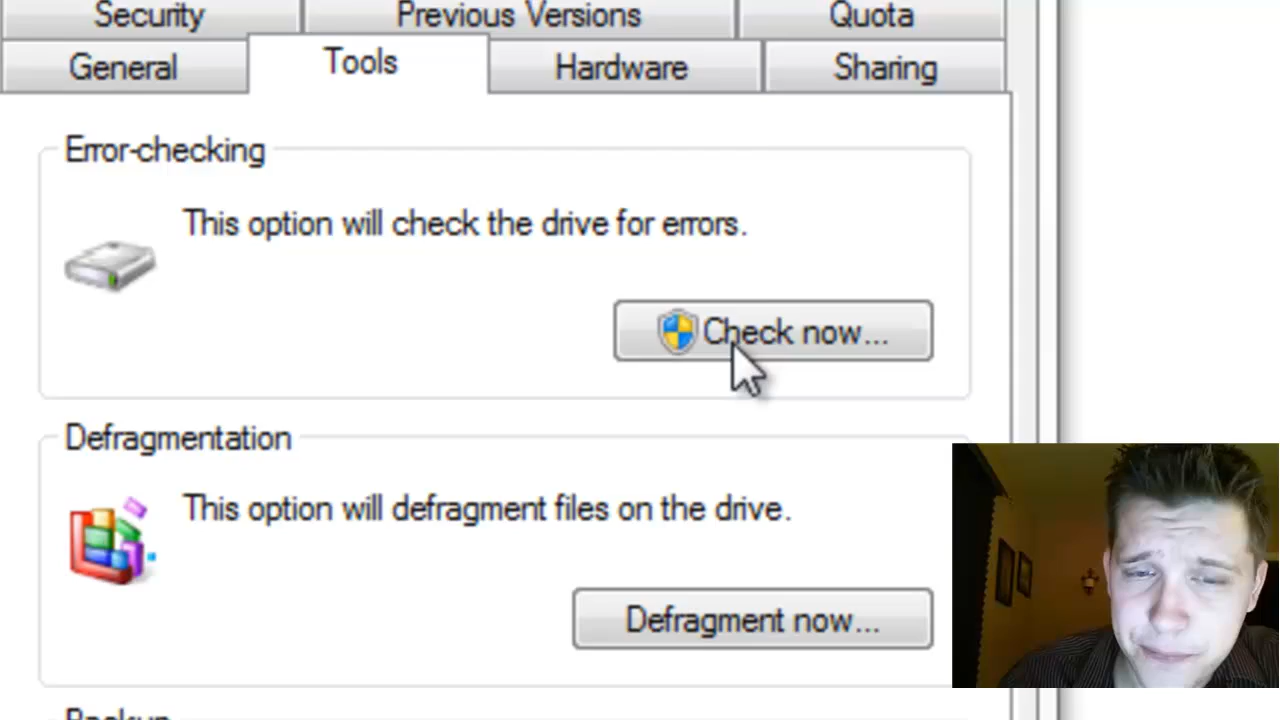 Security Previous Versions Quota
General Tools Hardware Sharing
Error-checking
This option will check the drive for errors.
Check now...
Defragmentation
This option will defragment files on the drive.
Defragment now...
Backup